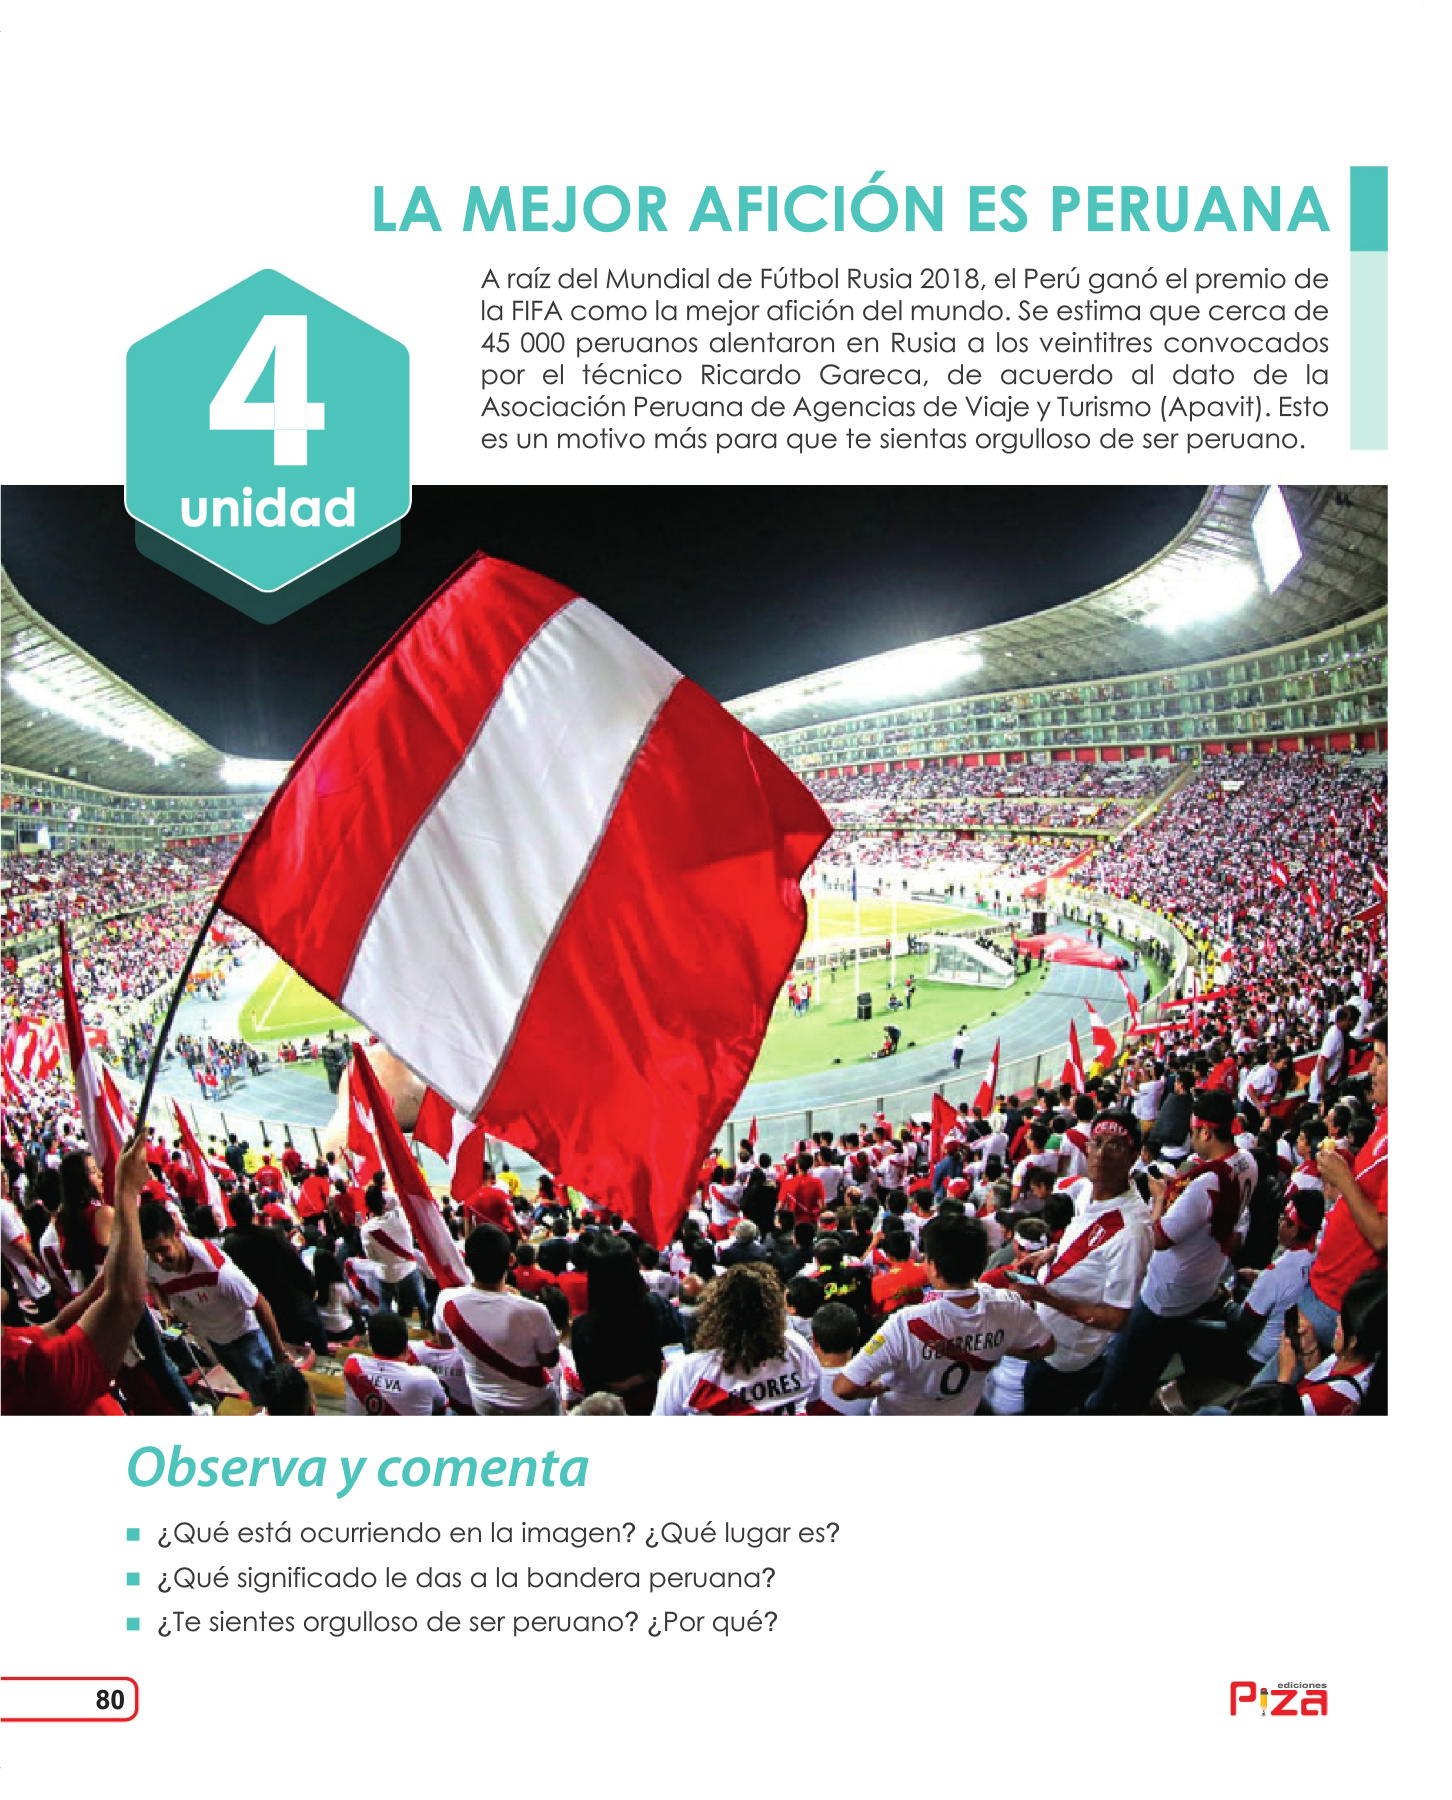 LA MEJOR AFICIÓN ES PERUANA
A raíz del Mundial de Fútbol Rusia 2018, el Perú ganó el premio de
la FIFA como la mejor afición del mundo. Se estima que cerca de
45 000 peruanos alentaron en Rusia a los veintitres convocados
por el técnico Ricardo Gareca, de acuerdo al dato de la
Asociación Peruana de Agencias de Viaje y Turismo (Apavit). Esto
es un motivo más para que te sientas orgulloso de ser peruano.
4
unidad
PERU
GUERRERO
9
FLORES
Observa y comenta
¿Qué está ocurriendo en la imagen? ¿Qué lugar es?
¿Qué significado le das a la bandera peruana?
¿Te sientes orgulloso de ser peruano? ¿Por qué?
80
ediciones
Piza